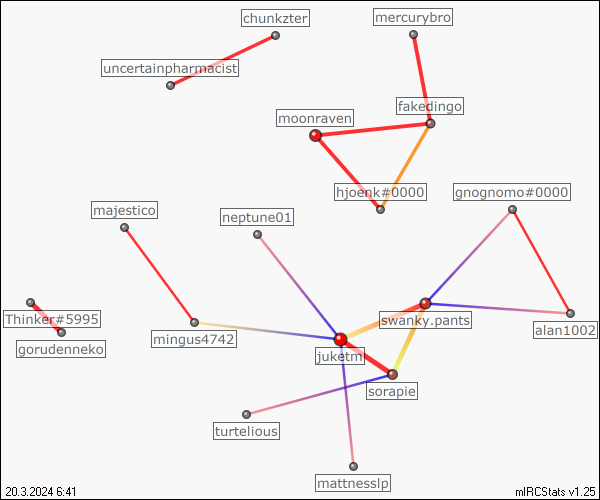 chunkzter
mercurybro
uncertainpharmacist
fakedingo
moonraven
hjoenk#0000
gnognomo#0000
majestico
neptune01
Thinker#5995
swanky.pants
alan1002
mingus4742
gorudenneko
juketm
sorapie
turtelious
mattnesslp
20.3.2024 6:41
mIRCStats v1.25